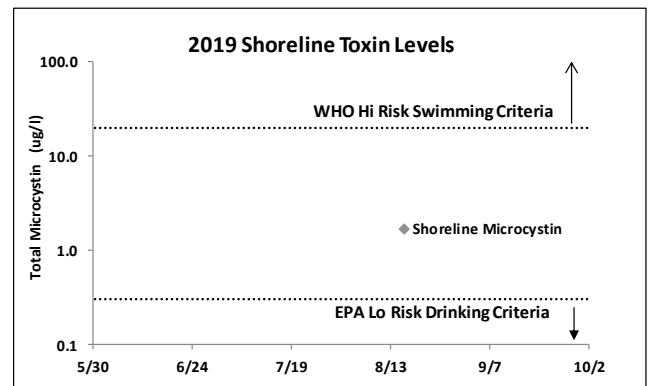 2019 Shoreline Toxin Levels
Total Microcystin (ug/l)
100.0
10.0
1.0
0.1
WHO Hi Risk Swimming Criteria
Shoreline Microcystin
EPA Lo Risk Drinking Criteria
5/30 6/24 7/19 8/13 9/7 10/2